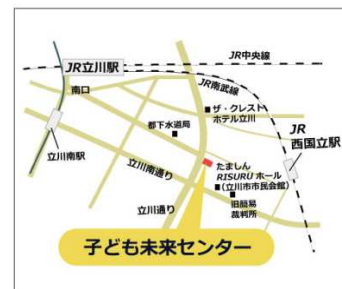 JR中央線
JR立川駅
JR南武線
南口
ザ・クレスト
ホテル立川
都下水道局
JR
西国立駅
立川南駅
たましん
RISURUホール
(立川市市民会館)
立川南通り
旧簡易
裁判所
立川通り
子ども未来センター